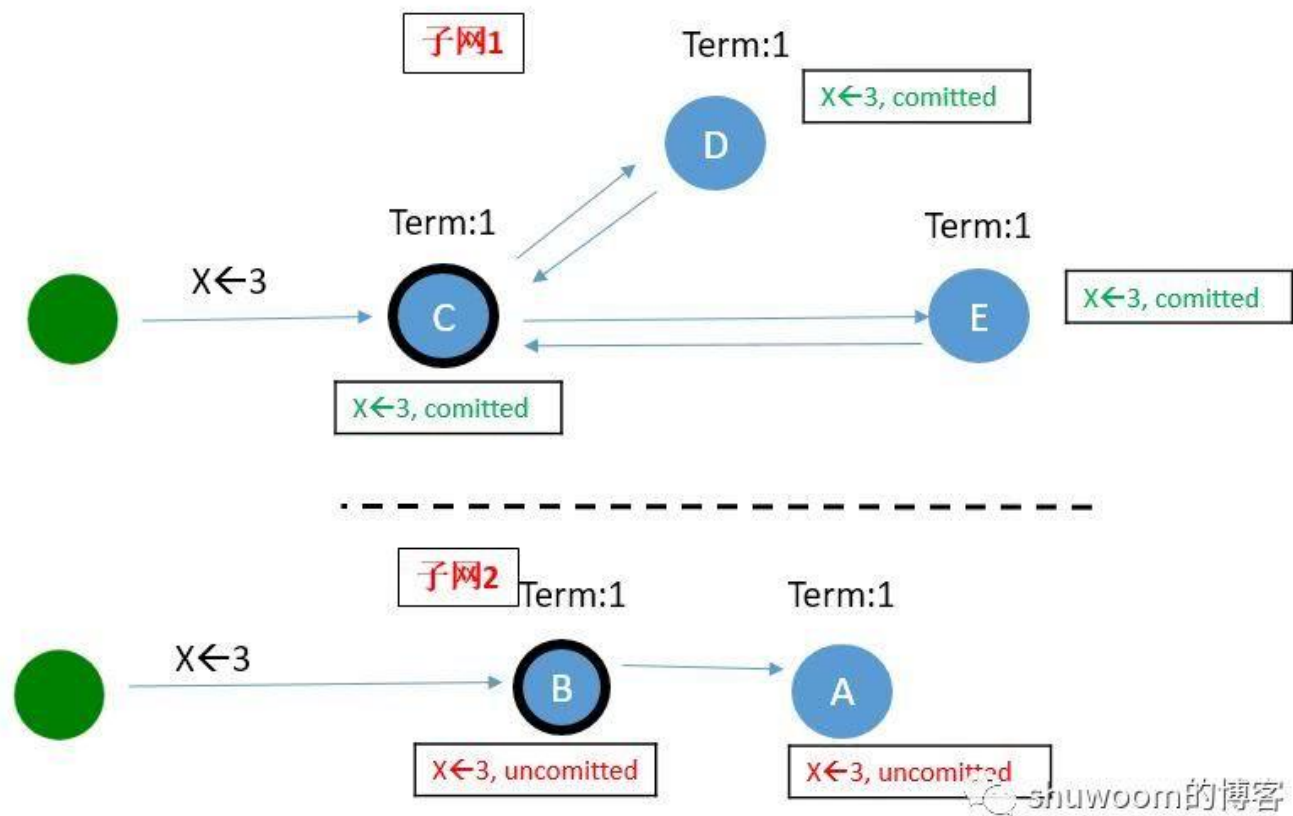 子网1
Term:1
X←3, comitted
D
Term:1
Term:1
X←3
C
E
X←3, comitted
X←3, comitted
子网2
Term:1
Term:1
X←3
B
A
X←3, uncomitted
X←3, uncomitted
shuwoom的博客